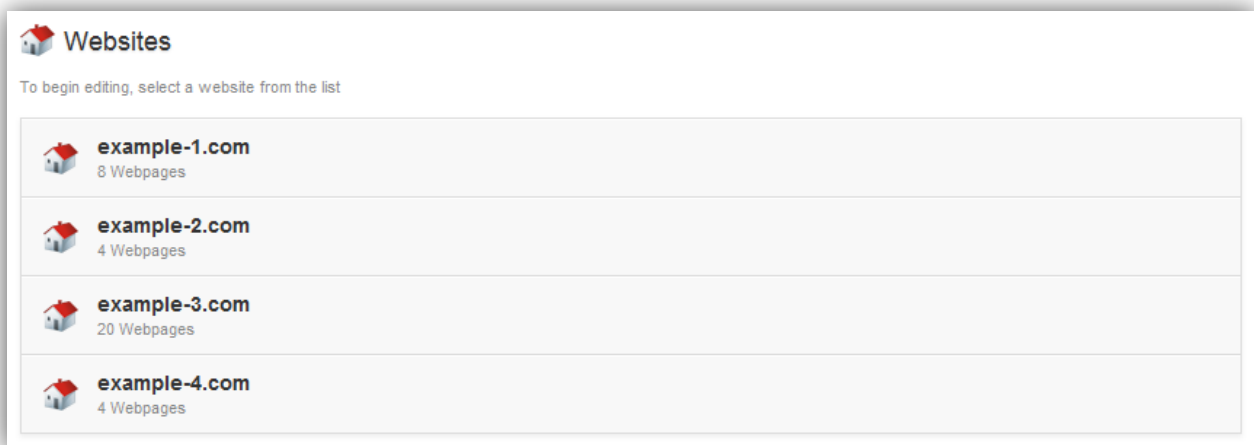 Websites
To begin editing, select a website from the list
example-1.com
8 Webpages
example-2.com
4 Webpages
example-3.com
20 Webpages
example-4.com
4 Webpages